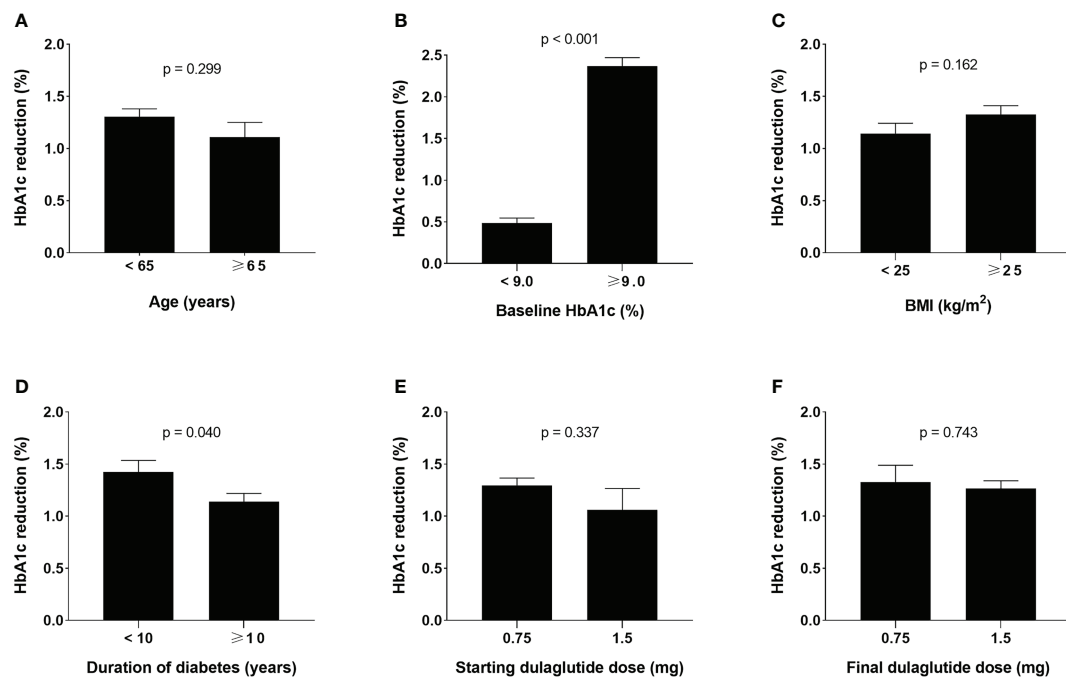 A
HbA1c reduction (%)
2.0
1.5
1.0
0.5
0.0
p = 0.299
< 65
≥65
Age (years)
B
HbA1c reduction (%)
2.5
2.0
1.5
1.0
0.5
0.0
p < 0.001
< 9.0
≥9.0
Baseline HbA1c (%)
C
HbA1c reduction (%)
2.0
1.5
1.0
0.5
0.0
p = 0.162
< 25
≥25
BMI (kg/m²)
D
HbA1c reduction (%)
2.0
1.5
1.0
0.5
0.0
p = 0.040
< 10
≥10
Duration of diabetes (years)
E
HbA1c reduction (%)
2.0
1.5
1.0
0.5
0.0
p = 0.337
0.75
1.5
Starting dulaglutide dose (mg)
F
HbA1c reduction (%)
2.0
1.5
1.0
0.5
0.0
p = 0.743
0.75
1.5
Final dulaglutide dose (mg)